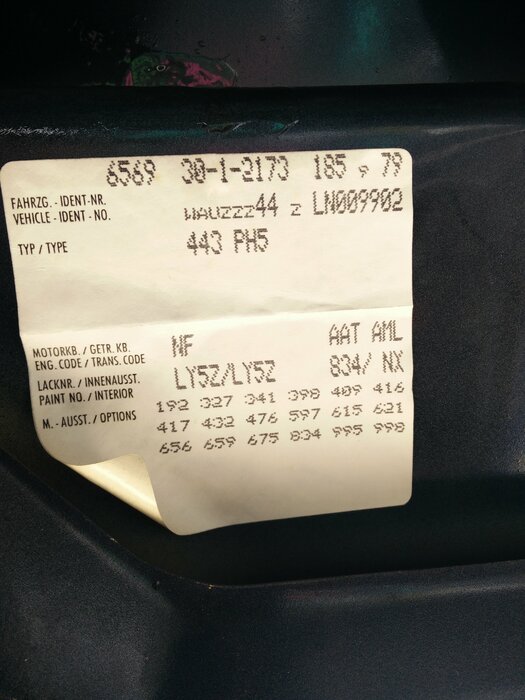 6569 30-1-2173 185 9 79
FAHRZG. - IDENT-NR.
VEHICLE - IDENT - NO.
WAUZZZ44 Z LN009902
TYP / TYPE
443 PH5
MOTORKB. / GETR. KB.
ENG. CODE / TRANS. CODE
NF AAT AML
LACKNR. / INNENAUSST.
PAINT NO. / INTERIOR
LY5Z/LY5Z 834/ NX
M. - AUSST. / OPTIONS
192 327 341 398 409 416
417 432 476 597 615 621
656 659 675 834 995 998